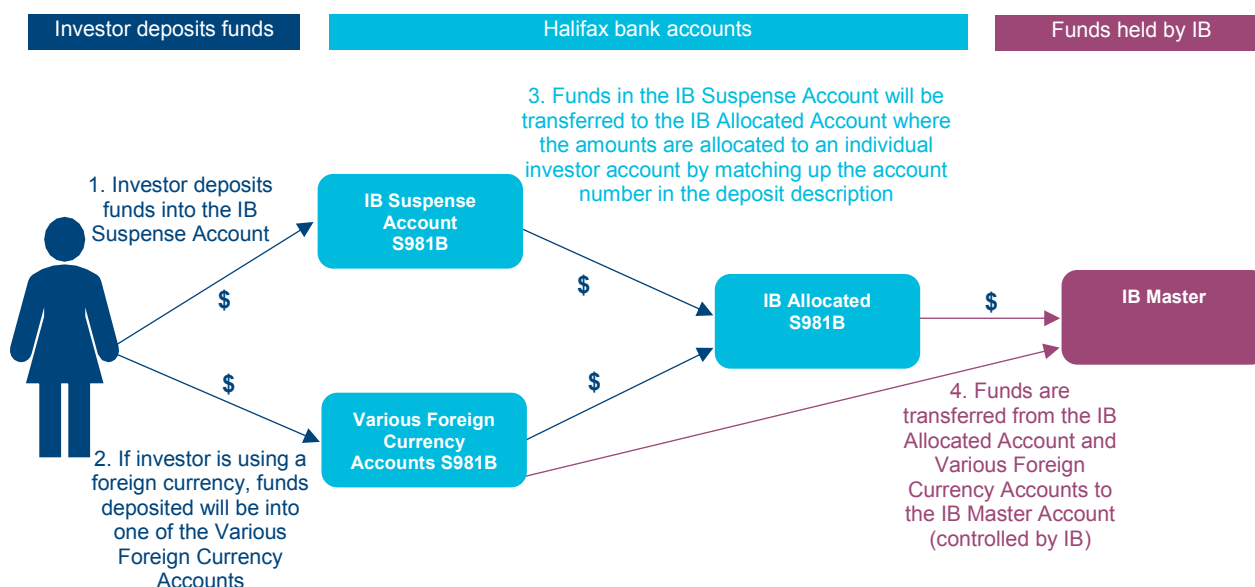 Investor deposits funds
Halifax bank accounts
Funds held by IB
3. Funds in the IB Suspense Account will be
transferred to the IB Allocated Account where
the amounts are allocated to an individual
investor account by matching up the account
number in the deposit description
1. Investor deposits
funds into the IB
Suspense Account
IB Suspense
Account
S981B
$
$
IB Allocated
S981B
$
IB Master
$
$
Various Foreign
Currency
Accounts S981B
2. If investor is using a
foreign currency, funds
deposited will be into
one of the Various
Foreign Currency
Accounts
4. Funds are
transferred from the IB
Allocated Account and
Various Foreign
Currency Accounts to
the IB Master Account
(controlled by IB)